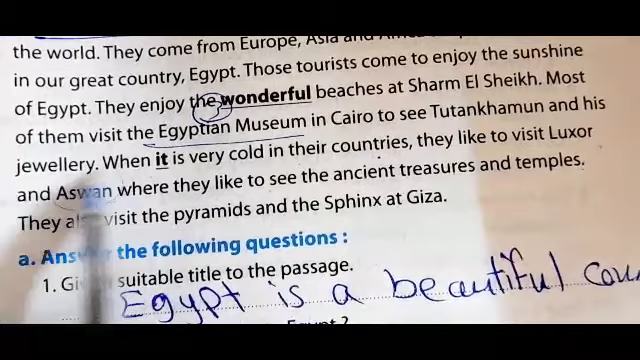 the world. They come from Europe, Asia and
in our great country, Egypt. Those tourists come to enjoy the sunshine
of Egypt. They enjoy the wonderful beaches at Sharm El Sheikh. Most
of them visit the Egyptian Museum in Cairo to see Tutankhamun and his
jewellery. When it is very cold in their countries, they like to visit Luxor
and Aswan where they like to see the ancient treasures and temples.
They visit the pyramids and the Sphinx at Giza.
a. the following questions :
1. suitable title to the passage.
Egypt is a beautiful